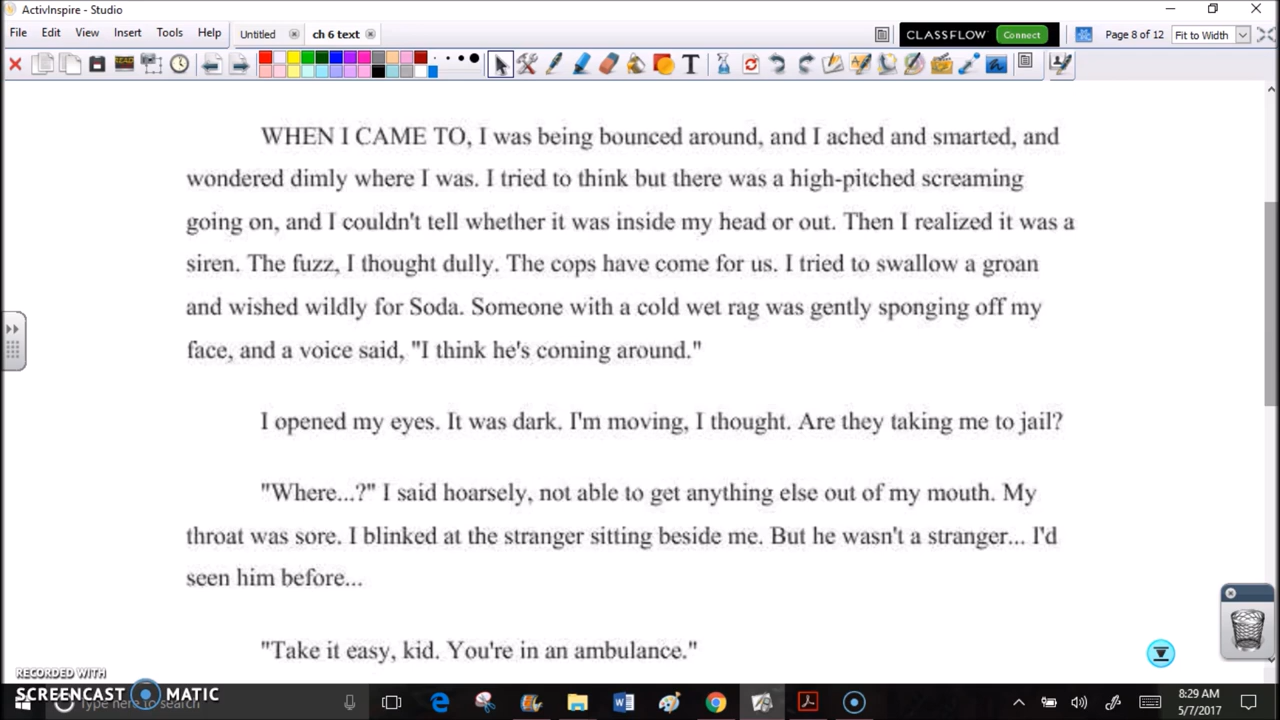 ActivInspire - Studio
File Edit View Insert Tools Help Untitled ch 6 text CLASSFLOW Connect Page 8 of 12 Fit to Width
WHEN I CAME TO, I was being bounced around, and I ached and smarted, and
wondered dimly where I was. I tried to think but there was a high-pitched screaming
going on, and I couldn't tell whether it was inside my head or out. Then I realized it was a
siren. The fuzz, I thought dully. The cops have come for us. I tried to swallow a groan
and wished wildly for Soda. Someone with a cold wet rag was gently sponging off my
face, and a voice said, "I think he's coming around."
I opened my eyes. It was dark. I'm moving, I thought. Are they taking me to jail?
"Where...?" I said hoarsely, not able to get anything else out of my mouth. My
throat was sore. I blinked at the stranger sitting beside me. But he wasn't a stranger... I'd
seen him before...
"Take it easy, kid. You're in an ambulance."
RECORDED WITH
SCREENCAST MATIC
Type here to search
8:29 AM
5/7/2017